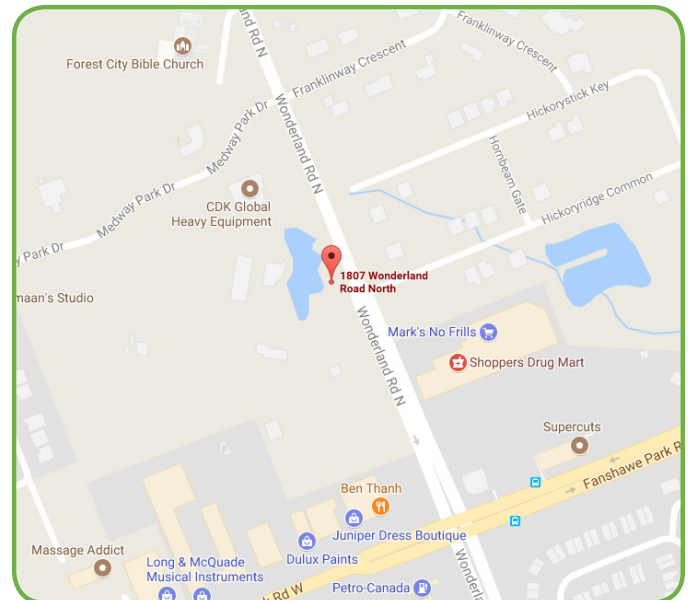 and Rd N
Franklinway Crescent
Forest City Bible Church
Franklinway Crescent
Hickorystick Key
Medway Park Dr
Wonderland Rd N
Hornbeam Gate
Medway Park Dr
CDK Global
Heavy Equipment
Hickoryridge Common
y Park Dr
1807 Wonderland
Road North
maan's Studio
Wonderland Rd N
Mark's No Frills
Shoppers Drug Mart
Supercuts
Fanshawe Park R
Ben Thanh
Juniper Dress Boutique
Massage Addict
Dulux Paints
Long & McQuade
Musical Instruments
k Rd W
Petro-Canada
Wonderla